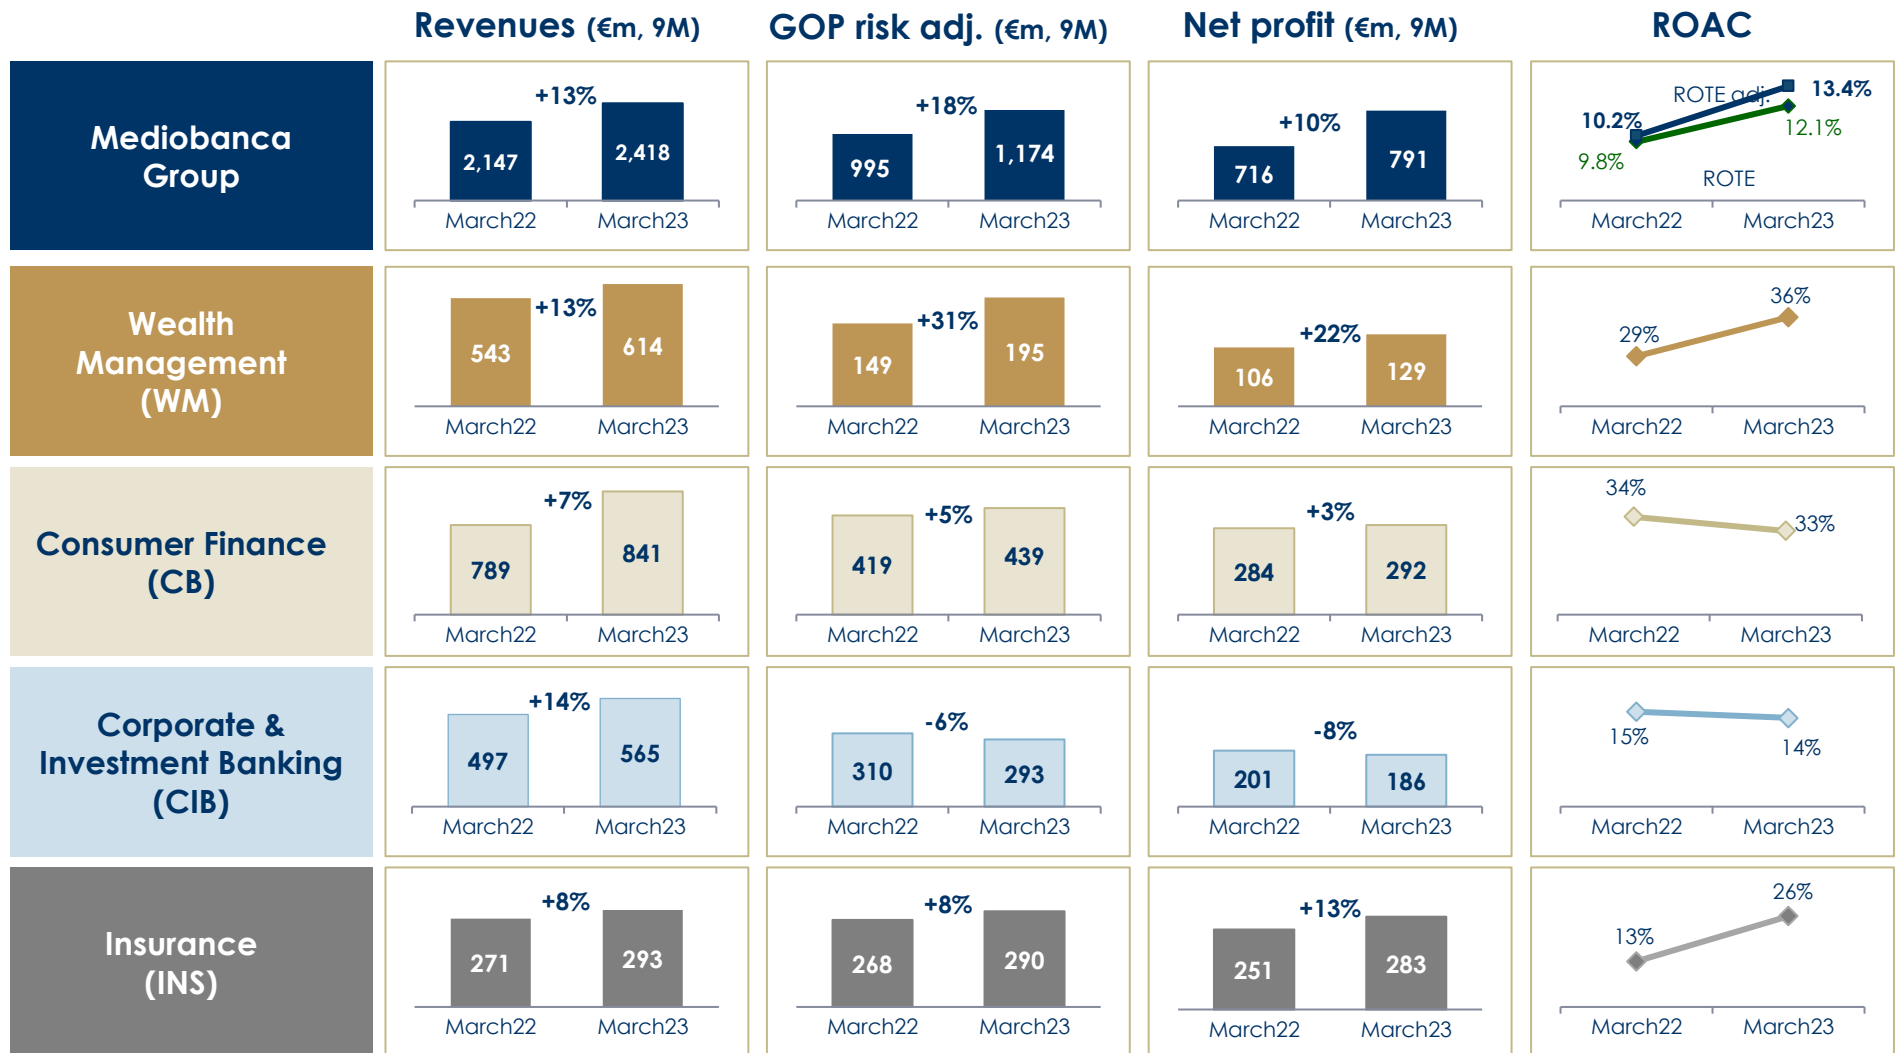 Revenues (€m, 9M)
GOP risk adj. (€m, 9M)
Net profit (€m, 9M)
ROAC
Mediobanca
Group
+13%
2,147
2,418
March22
March23
+18%
995
1,174
March22
March23
+10%
716
791
March22
March23
ROTE adj.
13.4%
10.2%
12.1%
9.8%
ROTE
March22
March23
Wealth
Management
(WM)
+13%
543
614
March22
March23
+31%
149
195
March22
March23
+22%
106
129
March22
March23
36%
29%
March22
March23
Consumer Finance
(CB)
+7%
789
841
March22
March23
+5%
419
439
March22
March23
+3%
284
292
March22
March23
34%
33%
March22
March23
Corporate &
Investment Banking
(CIB)
+14%
497
565
March22
March23
-6%
310
293
March22
March23
-8%
201
186
March22
March23
15%
14%
March22
March23
Insurance
(INS)
+8%
271
293
March22
March23
+8%
268
290
March22
March23
+13%
251
283
March22
March23
26%
13%
March22
March23